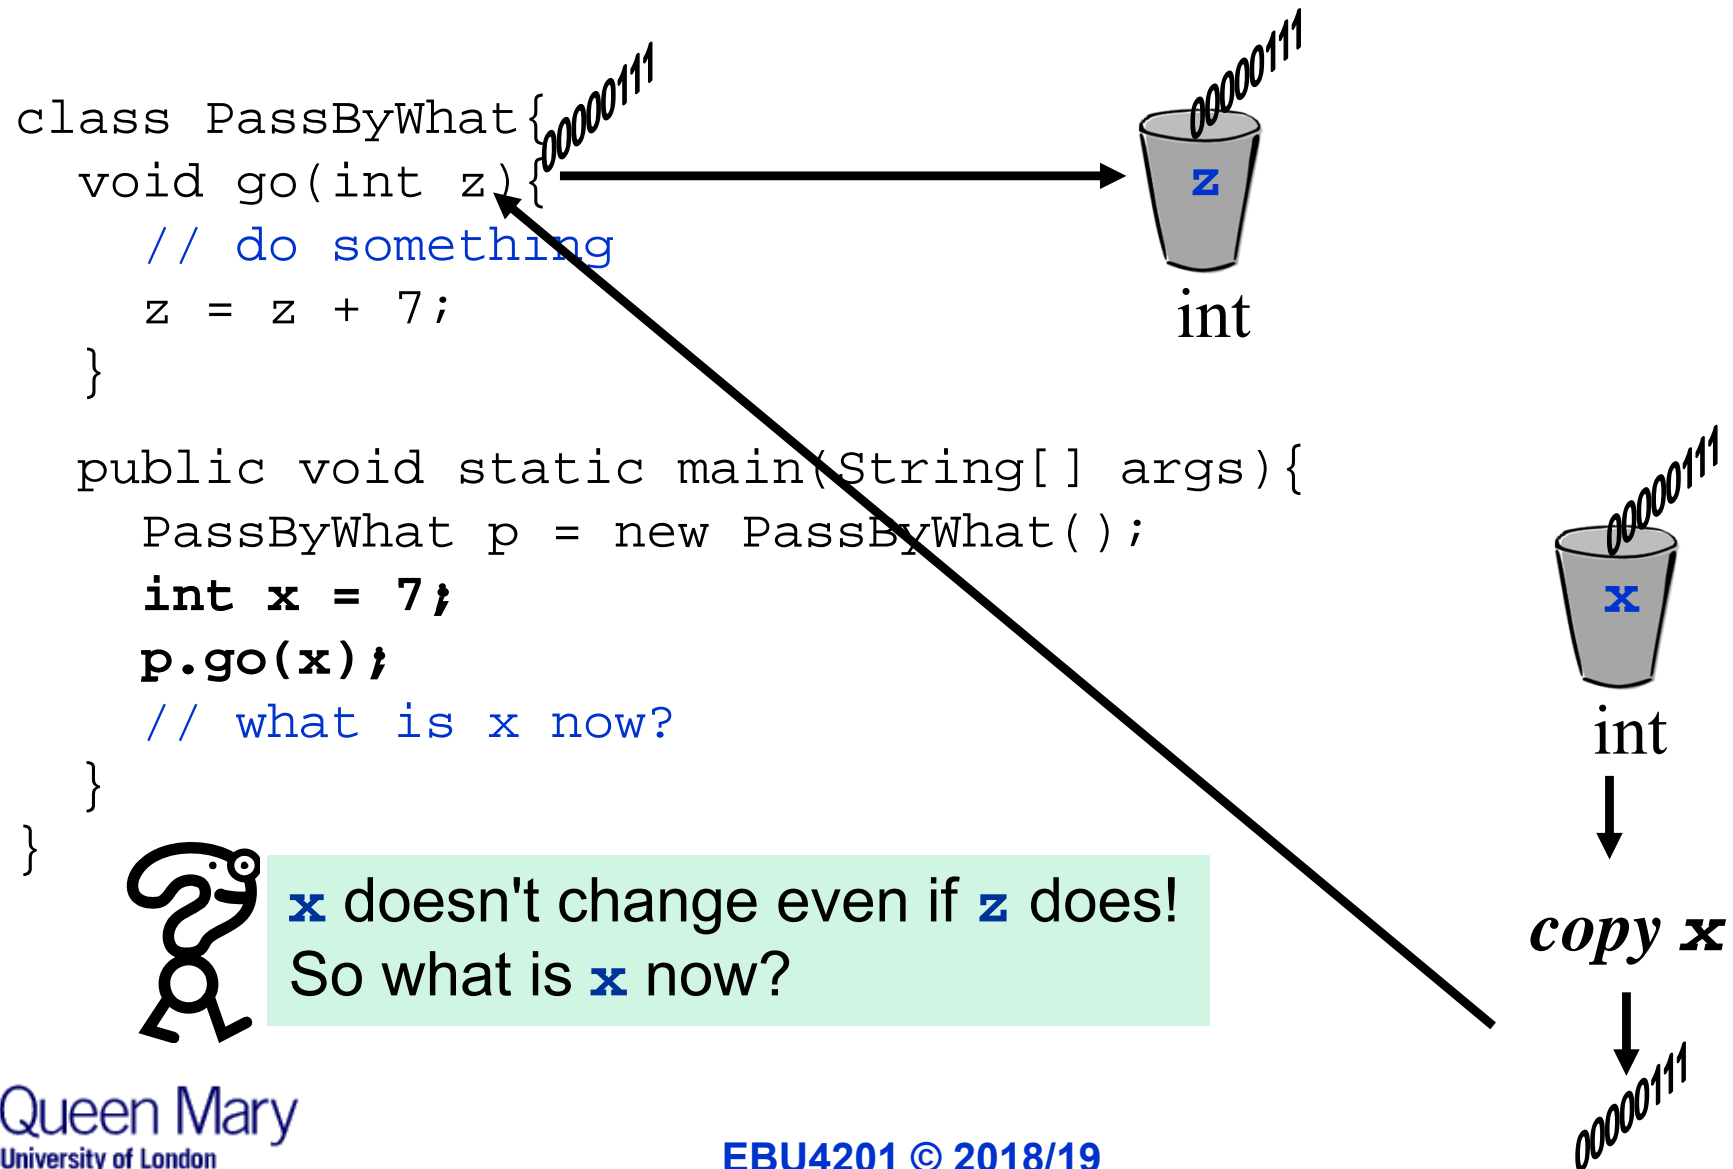 class PassByWhat{
void go(int z){
// do something
z = z + 7;
}
public void static main(String[] args){
PassByWhat p = new PassByWhat();
int x = 7;
p.go(x);
// what is x now?
}
}
00000111
00000111
z
int
00000111
x
int
copy x
00000111
x doesn't change even if z does!
So what is x now?
Queen Mary
University of London
EBU4201 © 2018/19